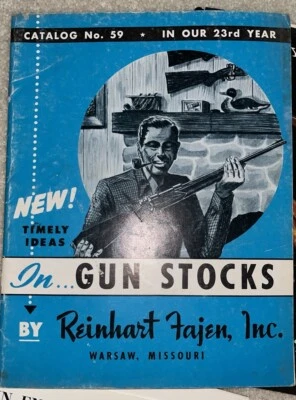 CATALOG No. 59 ★ IN OUR 23rd YEAR
NEW!
TIMELY
IDEAS
In... GUN STOCKS
BY Reinhart Fajen, Inc.
WARSAW, MISSOURI